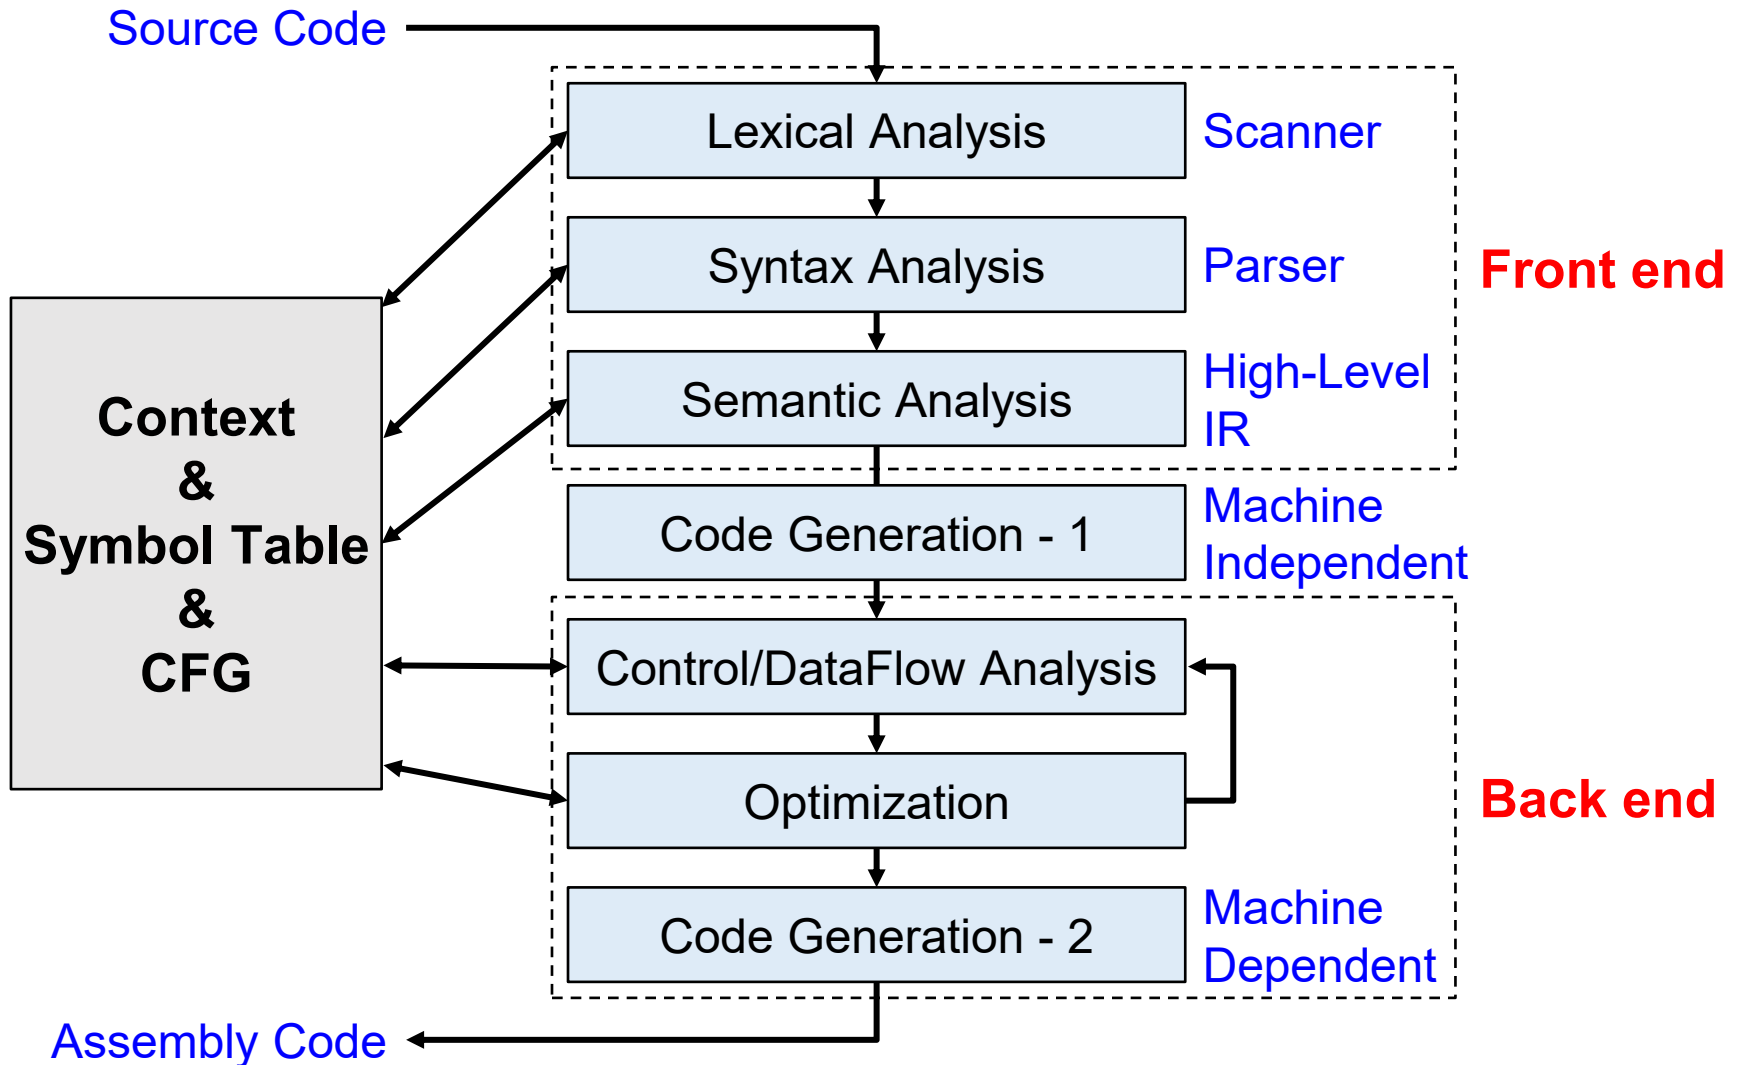 Source Code
Lexical Analysis
Scanner
Syntax Analysis
Parser
Front end
Semantic Analysis
High-Level
IR
Context
&
Symbol Table
&
CFG
Code Generation - 1
Machine
Independent
Control/DataFlow Analysis
Optimization
Back end
Code Generation - 2
Machine
Dependent
Assembly Code